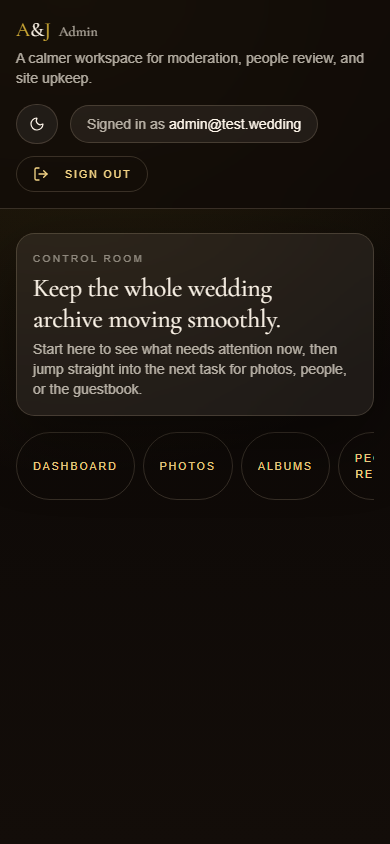 A&J Admin
A calmer workspace for moderation, people review, and
site upkeep.
Signed in as admin@test.wedding
SIGN OUT
CONTROL ROOM
Keep the whole wedding
archive moving smoothly.
Start here to see what needs attention now, then
jump straight into the next task for photos, people,
or the guestbook.
DASHBOARD
PHOTOS
ALBUMS